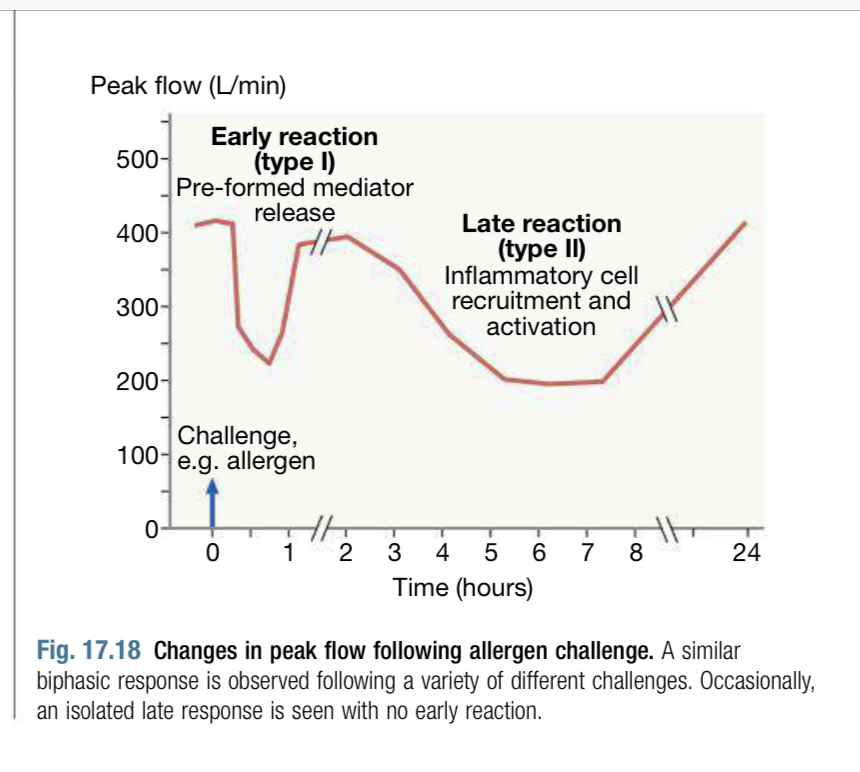 Peak flow (L/min)
Early reaction
(type I)
Pre-formed mediator
release
Late reaction
(type II)
Inflammatory cell
recruitment and
activation
Challenge,
e.g. allergen
500
400
300
200
100
0
0 1 2 3 4 5 6 7 8 24
Time (hours)
Fig. 17.18 Changes in peak flow following allergen challenge. A similar
biphasic response is observed following a variety of different challenges. Occasionally,
an isolated late response is seen with no early reaction.